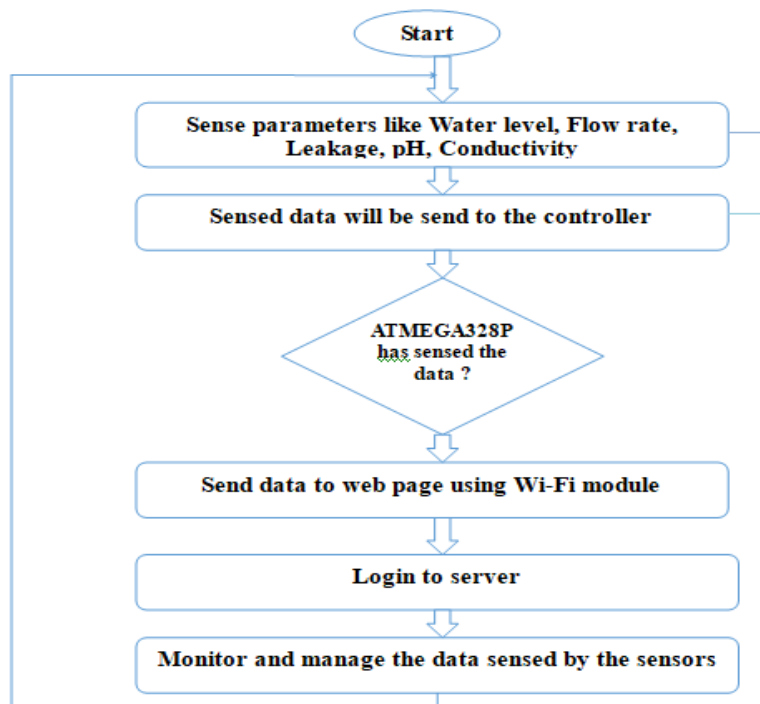 Start
Sense parameters like Water level, Flow rate,
Leakage, pH, Conductivity
Sensed data will be send to the controller
ATMEGA328P
has sensed the
data ?
Send data to web page using Wi-Fi module
Login to server
Monitor and manage the data sensed by the sensors